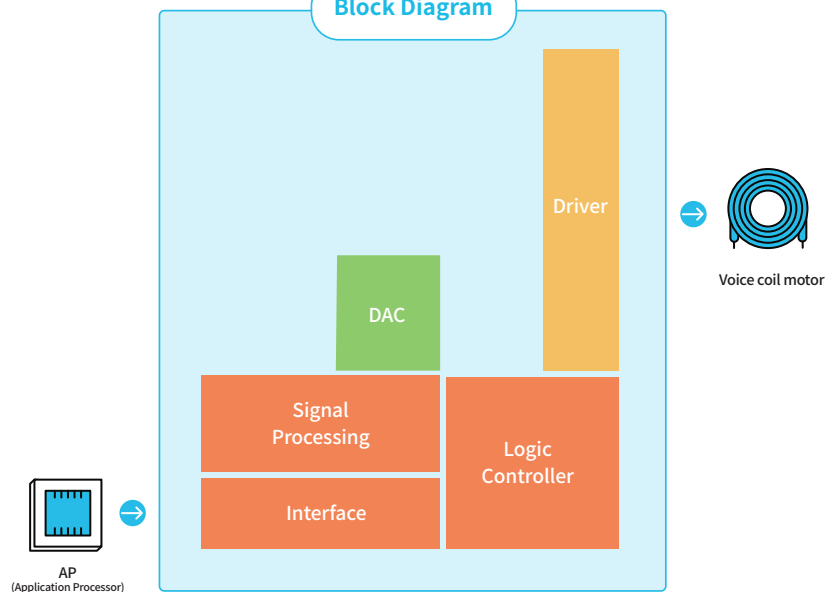 Block Diagram
Driver
Voice coil motor
DAC
Signal
Processing
Logic
Controller
Interface
AP
(Application Processor)